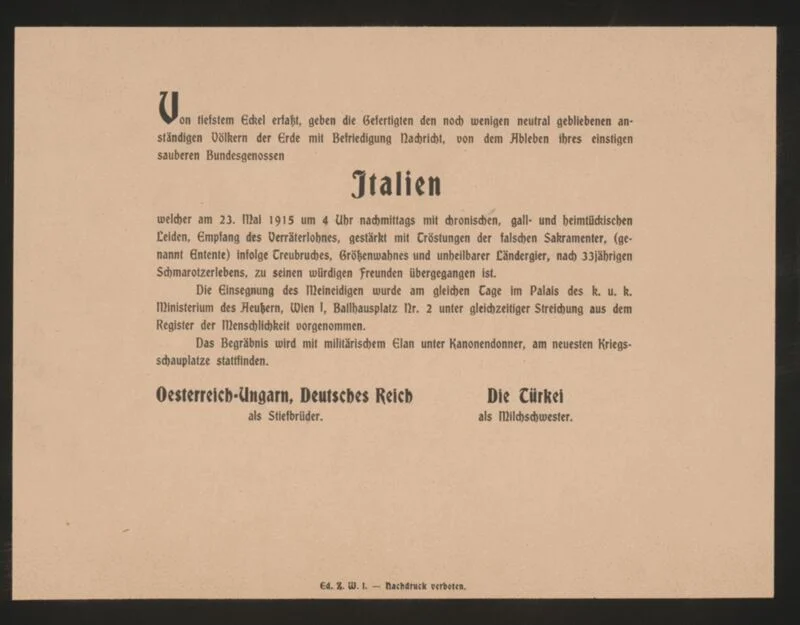 Von tiefstem Eckel erfaßt, geben die Gefertigten den noch wenigen neutral gebliebenen an-
ständigen Völkern der Erde mit Befriedigung Nachricht, von dem Ableben ihres einstigen
sauberen Bundesgenossen
Italien
welcher am 23. Mai 1915 um 4 Uhr nachmittags mit chronischen, gall- und heimtückischen
Leiden, Empfang des Verräterlohnes, gestärkt mit Tröstungen der falschen Sakramenter, (ge-
nannt Entente) infolge Treubruches, Größenwahnes und unheilbarer Ländergier, nach 33jährigen
Schmarotzerlebens, zu seinen würdigen Freunden übergegangen ist.
Die Einsegnung des Meineidigen wurde am gleichen Tage im Palais des k. u. k.
Ministerium des Aeußern, Wien I, Ballhausplatz Nr. 2 unter gleichzeitiger Streichung aus dem
Register der Menschlichkeit vorgenommen.
Das Begräbnis wird mit militärischem Elan unter Kanonendonner, am neuesten Kriegs-
schauplatze stattfinden.
Oesterreich-Ungarn, Deutsches Reich Die Türkei
als Stiefbrüder. als Milchschwester.
Ed. Z. W. I. — Nachdruck verboten.